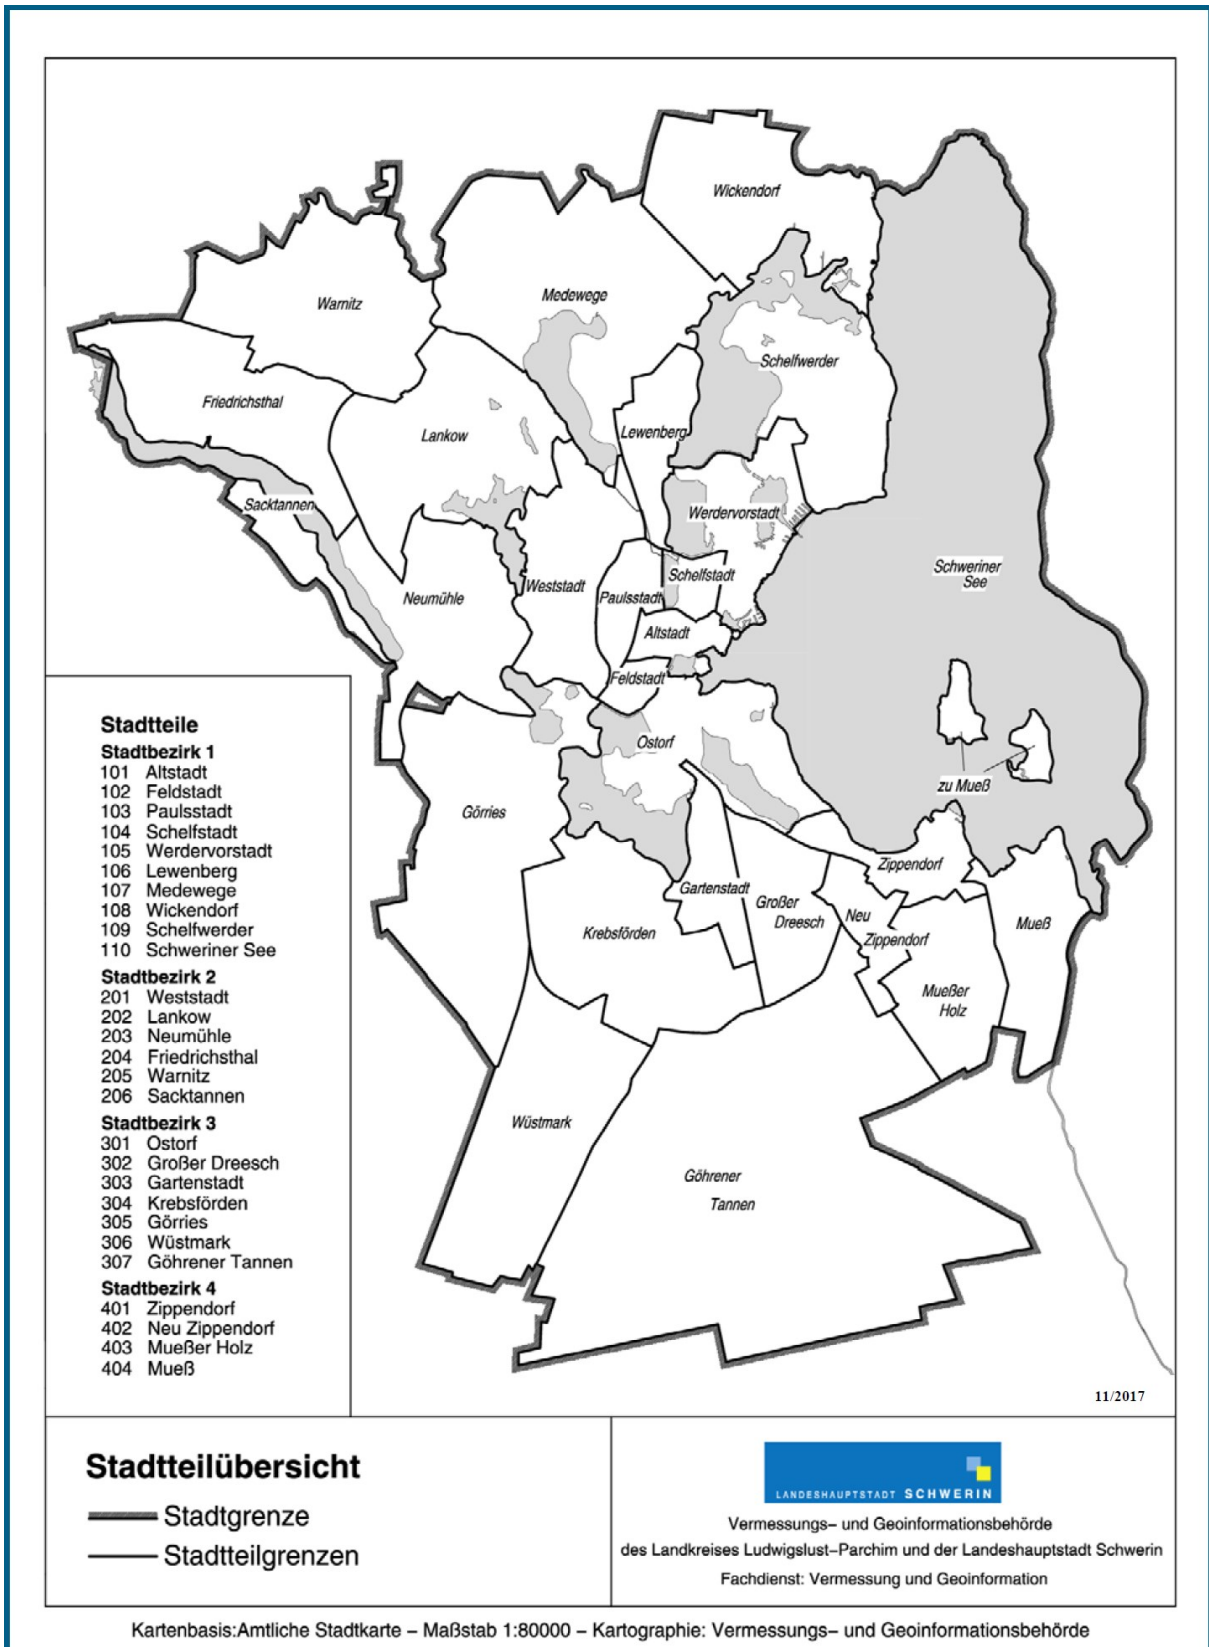 Wickendorf
Warnitz
Medewege
Schelfwerder
Friedrichsthal
Lankow
Lewenberg
Sacktannen
Werdervorstadt
Schweriner
See
Schelfstadt
Weststadt
Neumühle
Paulsstadt
Altstadt
Feldstadt
Ostorf
zu Mueß
Görries
Zippendorf
Gartenstadt
Großer
Dreesch
Neu
Zippendorf
Mueß
Krebsförden
Mueßer
Holz
Wüstmark
Göhrener
Tannen
Stadtteile
Stadtbezirk 1
101 Altstadt
102 Feldstadt
103 Paulsstadt
104 Schelfstadt
105 Werdervorstadt
106 Lewenberg
107 Medewege
108 Wickendorf
109 Schelfwerder
110 Schweriner See
Stadtbezirk 2
201 Weststadt
202 Lankow
203 Neumühle
204 Friedrichsthal
205 Warnitz
206 Sacktannen
Stadtbezirk 3
301 Ostorf
302 Großer Dreesch
303 Gartenstadt
304 Krebsförden
305 Görries
306 Wüstmark
307 Göhrener Tannen
Stadtbezirk 4
401 Zippendorf
402 Neu Zippendorf
403 Mueßer Holz
404 Mueß
11/2017
Stadtteilübersicht
Stadtgrenze
Stadtteilgrenzen
LANDESHAUPTSTADT SCHWERIN
Vermessungs– und Geoinformationsbehörde
des Landkreises Ludwigslust–Parchim und der Landeshauptstadt Schwerin
Fachdienst: Vermessung und Geoinformation
Kartenbasis:Amtliche Stadtkarte – Maßstab 1:80000 – Kartographie: Vermessungs– und Geoinformationsbehörde